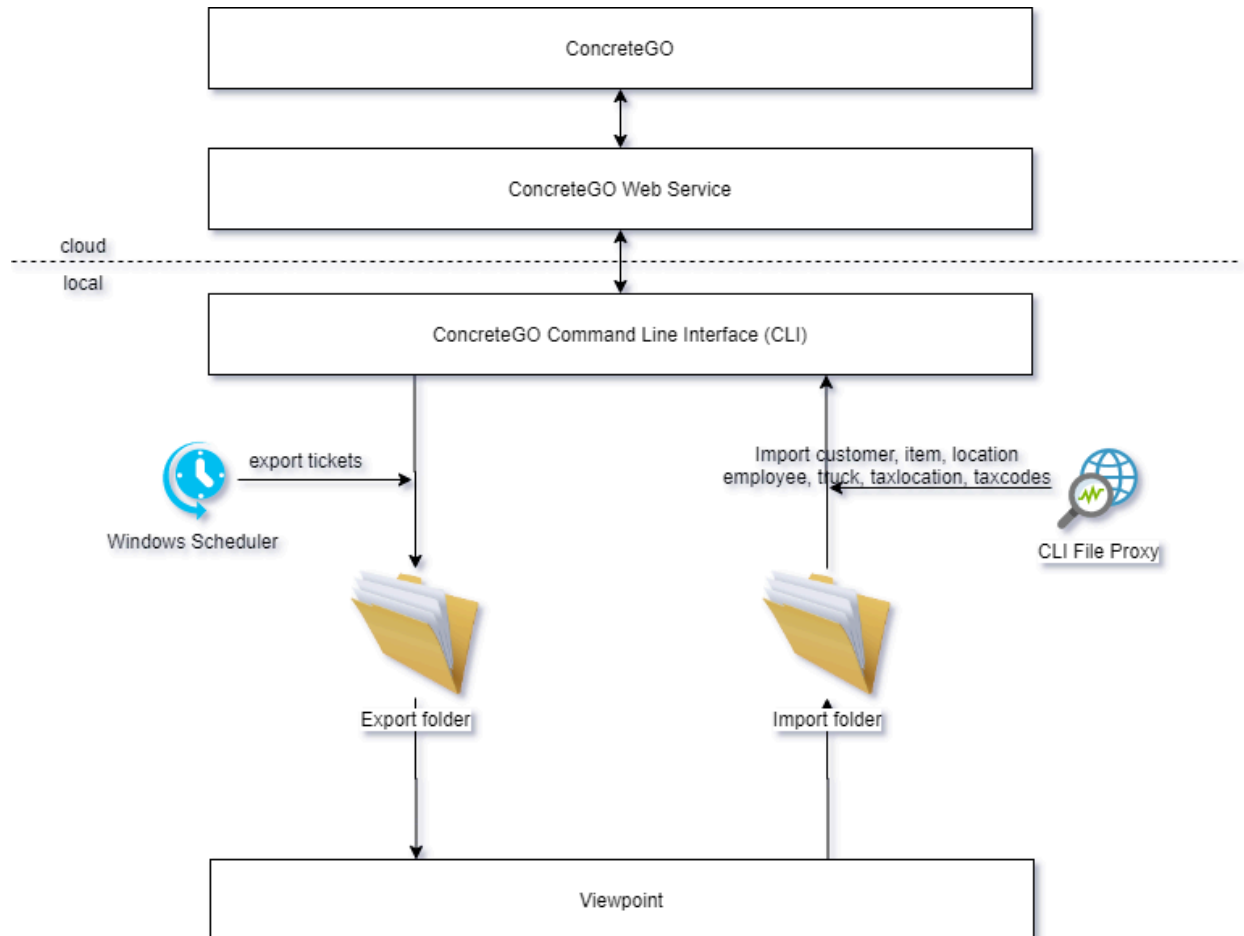 ConcreteGO
ConcreteGO Web Service
cloud
local
ConcreteGO Command Line Interface (CLI)
export tickets
Import customer, item, location
employee, truck, taxlocation, taxcodes
Windows Scheduler
CLI File Proxy
Export folder
Import folder
Viewpoint